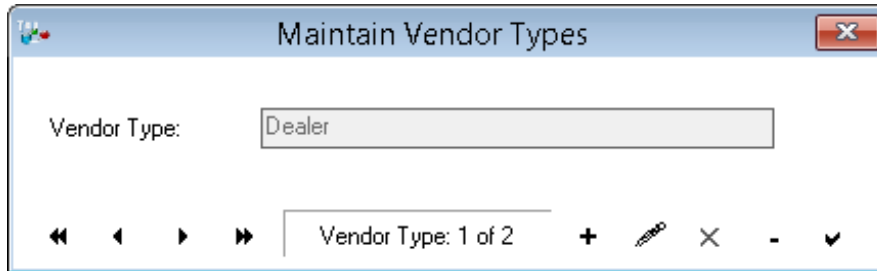 Maintain Vendor Types
Vendor Type:
Dealer
Vendor Type: 1 of 2